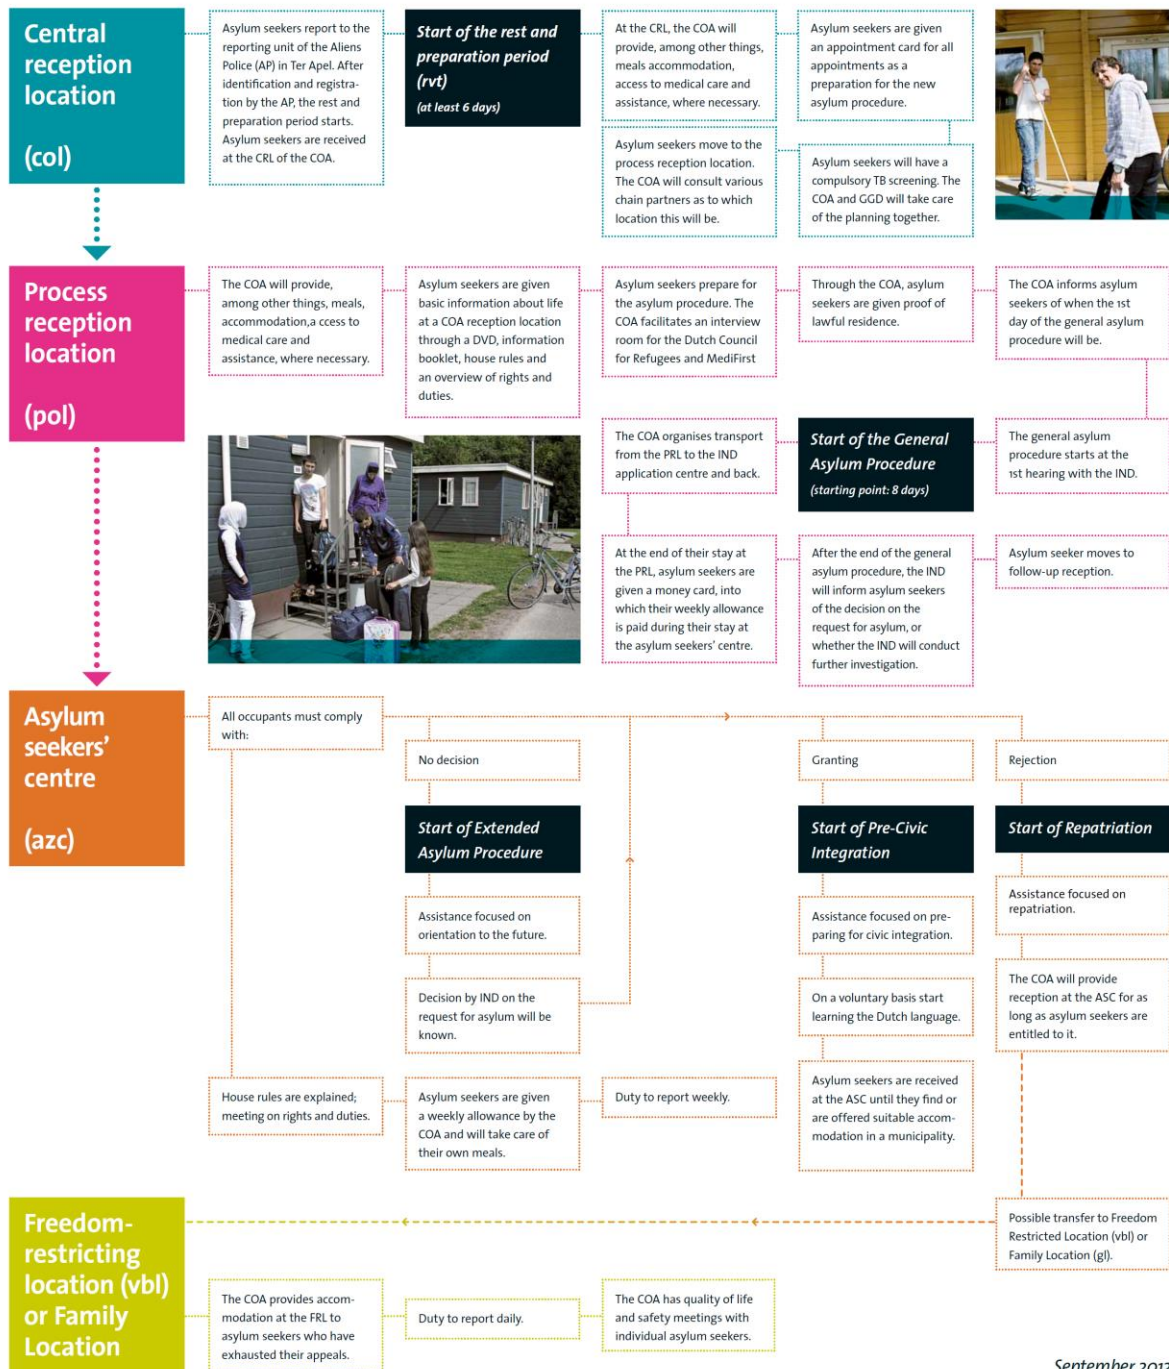 Central
reception
location
(col)
Asylum seekers report to the
reporting unit of the Aliens
Police (AP) in Ter Apel. After
identification and registra-
tion by the AP, the rest and
preparation period starts.
Asylum seekers are received
at the CRL of the COA.
Start of the rest and
preparation period
(rvt)
(at least 6 days)
At the CRL, the COA will
provide, among other things,
meals accommodation,
access to medical care and
assistance, where necessary.
Asylum seekers are given
an appointment card for all
appointments as a
preparation for the new
asylum procedure.
Asylum seekers move to the
process reception location.
The COA will consult various
chain partners as to which
location this will be.
Asylum seekers will have a
compulsory TB screening. The
COA and GGD will take care
of the planning together.
Process
reception
location
(pol)
The COA will provide,
among other things, meals,
accommodation,a ccess to
medical care and
assistance, where necessary.
Asylum seekers are given
basic information about life
at a COA reception location
through a DVD, information
booklet, house rules and
an overview of rights and
duties.
Asylum seekers prepare for
the asylum procedure. The
COA facilitates an interview
room for the Dutch Council
for Refugees and MediFirst
Through the COA, asylum
seekers are given proof of
lawful residence.
The COA informs asylum
seekers of when the 1st
day of the general asylum
procedure will be.
The COA organises transport
from the PRL to the IND
application centre and back.
Start of the General
Asylum Procedure
(starting point: 8 days)
The general asylum
procedure starts at the
1st hearing with the IND.
At the end of their stay at
the PRL, asylum seekers are
given a money card, into
which their weekly allowance
is paid during their stay at
the asylum seekers' centre.
After the end of the general
asylum procedure, the IND
will inform asylum seekers
of the decision on the
request for asylum, or
whether the IND will conduct
further investigation.
Asylum seeker moves to
follow-up reception.
Asylum
seekers'
centre
(azc)
All occupants must comply
with:
No decision
Granting
Rejection
Start of Extended
Asylum Procedure
Start of Pre-Civic
Integration
Start of Repatriation
Assistance focused on
orientation to the future.
Assistance focused on pre-
paring for civic integration.
Assistance focused on
repatriation.
Decision by IND on the
request for asylum will be
known.
On a voluntary basis start
learning the Dutch language.
The COA will provide
reception at the ASC for as
long as asylum seekers are
entitled to it.
House rules are explained;
meeting on rights and duties.
Asylum seekers are given
a weekly allowance by the
COA and will take care of
their own meals.
Duty to report weekly.
Asylum seekers are received
at the ASC until they find or
are offered suitable accom-
modation in a municipality.
Freedom-
restricting
location (vbl)
or Family
Location
Possible transfer to Freedom
Restricted Location (vbl) or
Family Location (gl).
The COA provides accom-
modation at the FRL to
asylum seekers who have
exhausted their appeals.
Duty to report daily.
The COA has quality of life
and safety meetings with
individual asylum seekers.